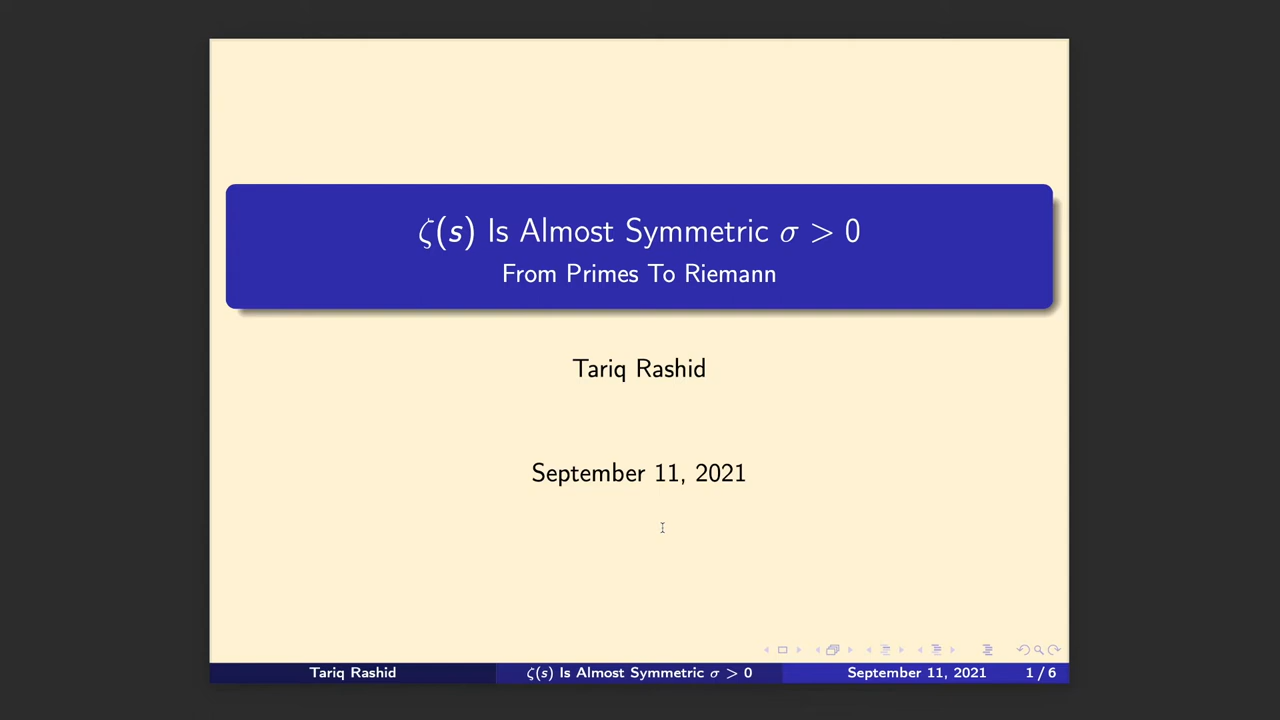 ζ(s) Is Almost Symmetric σ > 0
From Primes To Riemann
Tariq Rashid
September 11, 2021
Tariq Rashid ζ(s) Is Almost Symmetric σ > 0 September 11, 2021 1 / 6